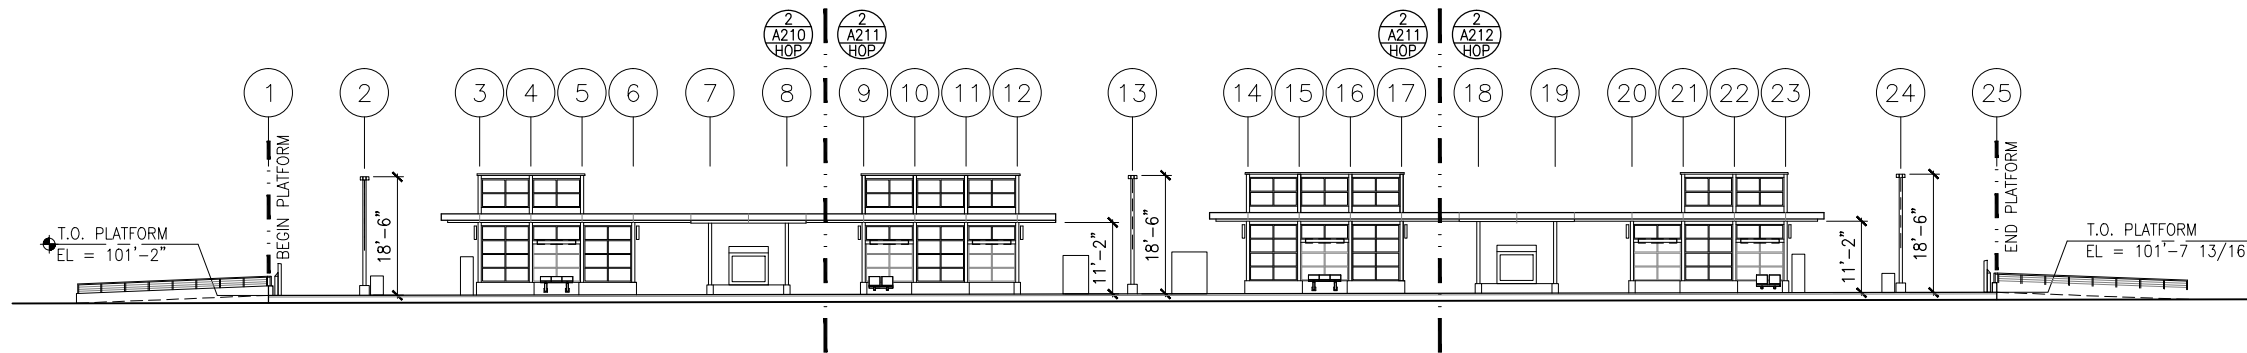 2
A210
HOP
2
A211
HOP
2
A211
HOP
2
A212
HOP
1
2
3
4
5
6
7
8
9
10
11
12
13
14
15
16
17
18
19
20
21
22
23
24
25
BEGIN PLATFORM
END PLATFORM
T.O. PLATFORM
EL = 101'-2"
18'-6"
11'-2"
18'-6"
11'-2"
18'-6"
T.O. PLATFORM
EL = 101'-7 13/16